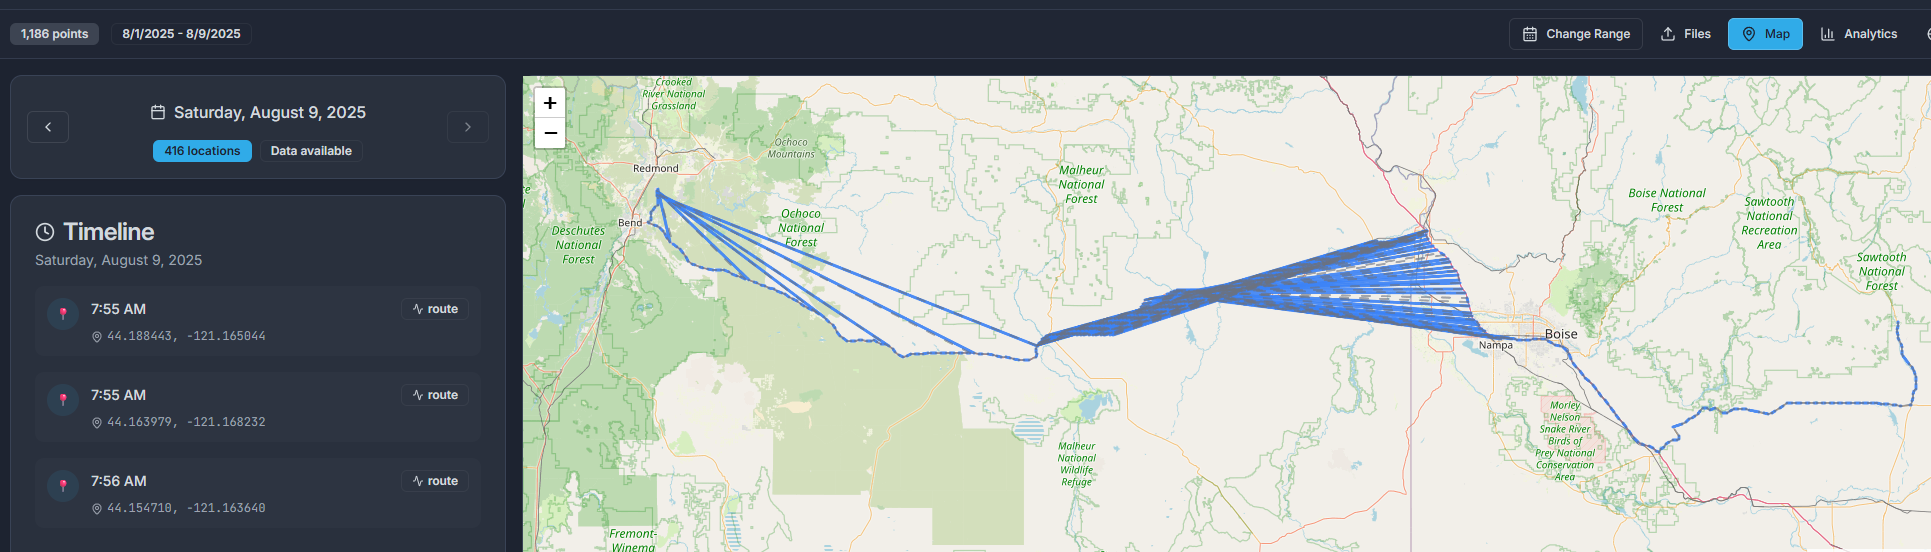 1,186 points
8/1/2025 - 8/9/2025
Change Range
Files
Map
Analytics
Saturday, August 9, 2025
416 locations
Data available
Timeline
Saturday, August 9, 2025
7:55 AM
route
44.188443, -121.165044
7:55 AM
route
44.163979, -121.168232
7:56 AM
route
44.154710, -121.163640
+
−
Crooked
River National
Grassland
Ochoco
Mountains
Redmond
Malheur
National
Forest
Boise National
Forest
Sawtooth
National
Recreation
Area
Ochoco
National
Forest
Bend
Deschutes
National
Forest
Sawtooth
National
Forest
Boise
Nampa
Morley
Nelson
Snake River
Birds of
Prey National
Conservation
Area
Malheur
National
Wildlife
Refuge
Fremont-
Winema